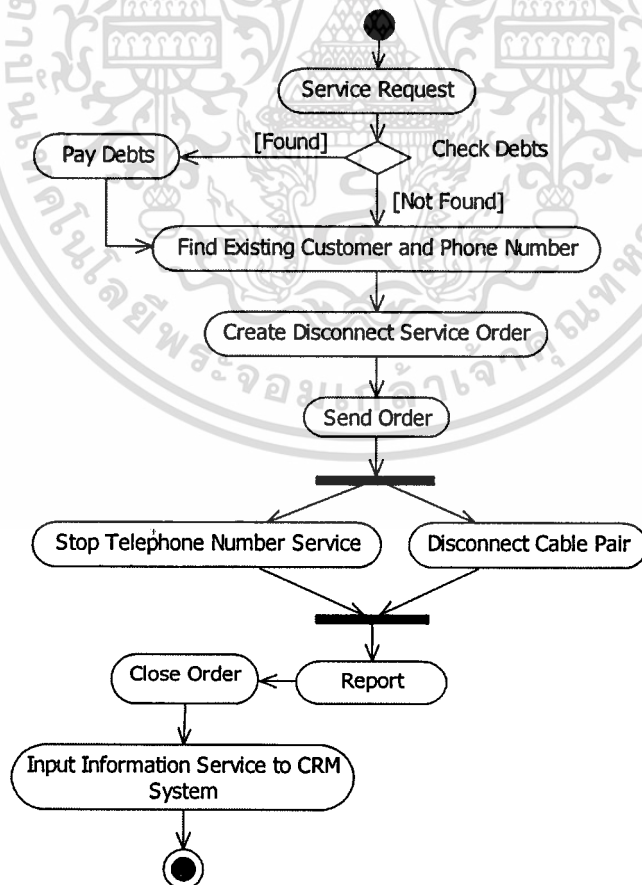 Service Request
[Found]
Pay Debts
Check Debts
[Not Found]
Find Existing Customer and Phone Number
Create Disconnect Service Order
Send Order
Stop Telephone Number Service
Disconnect Cable Pair
Close Order
Report
Input Information Service to CRM
System